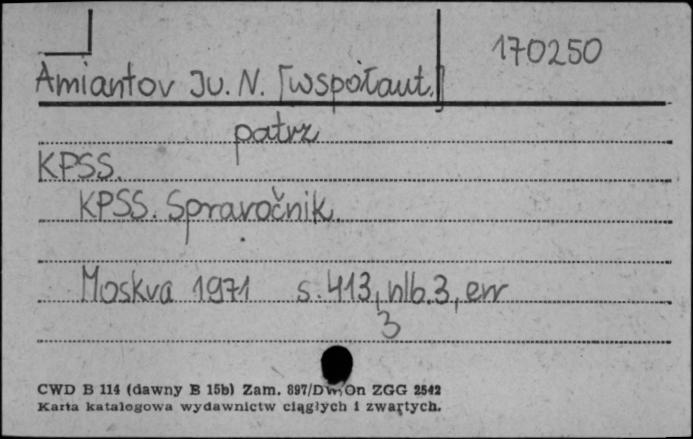 170250
Amiantov Ju. N. [współaut.]
patrz
KPSS.
KPSS. Spravočnik.
Moskva 1971 s. 413, nlb. 3, err
3
CWD B 114 (dawny B 15b) Zam. 897/DW/On ZGG 2542
Karta katalogowa wydawnictw ciągłych i zwartych.